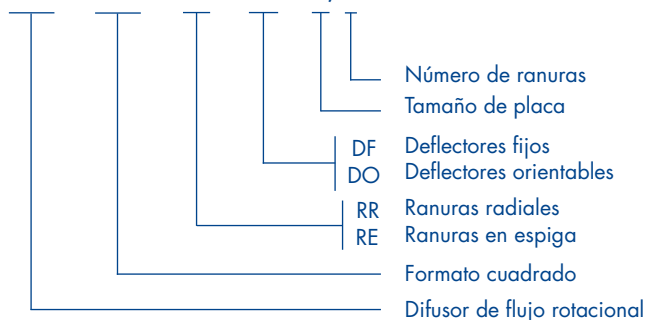 Número de ranuras
Tamaño de placa
DF Deflectores fijos
DO Deflectores orientables
RR Ranuras radiales
RE Ranuras en espiga
Formato cuadrado
Difusor de flujo rotacional